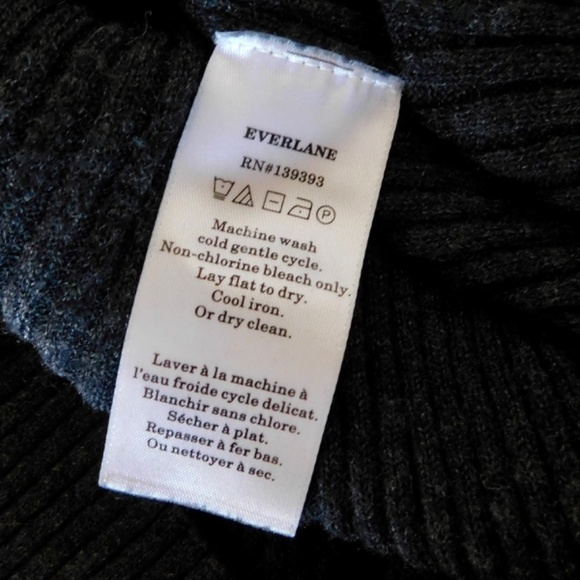 EVERLANE
RN#139393
P
Machine wash
cold gentle cycle.
Non-chlorine bleach only.
Lay flat to dry.
Cool iron.
Or dry clean.
Laver à la machine à
l'eau froide cycle delicat.
Blanchir sans chlore.
Sécher à plat.
Repasser à fer bas.
Ou nettoyer à sec.